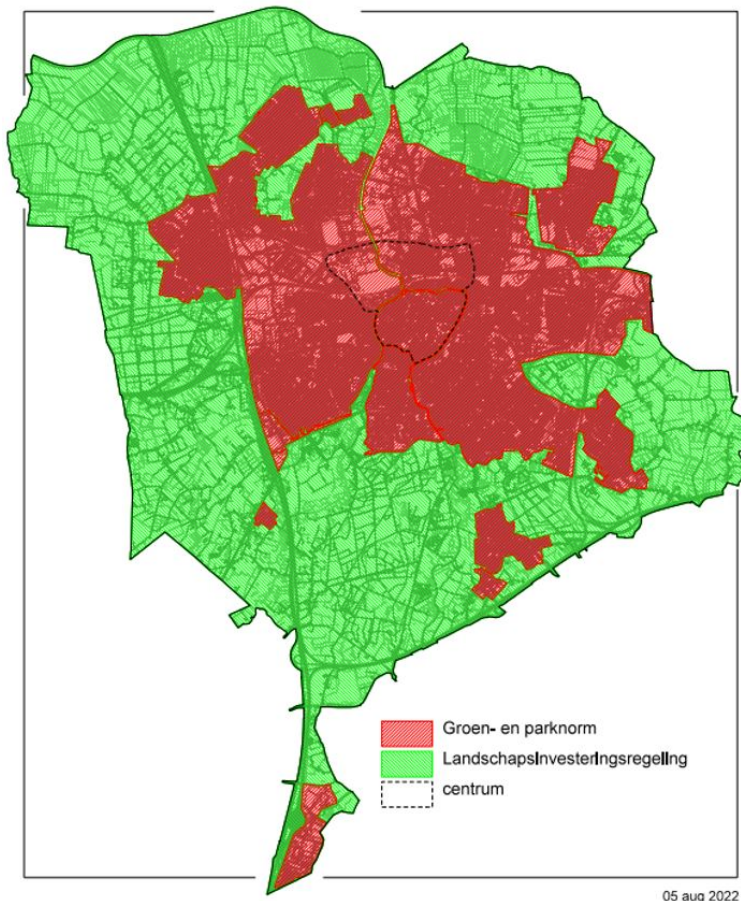 Groen- en parknorm
Landschapsinvesteringsregeling
centrum
05 aug 2022